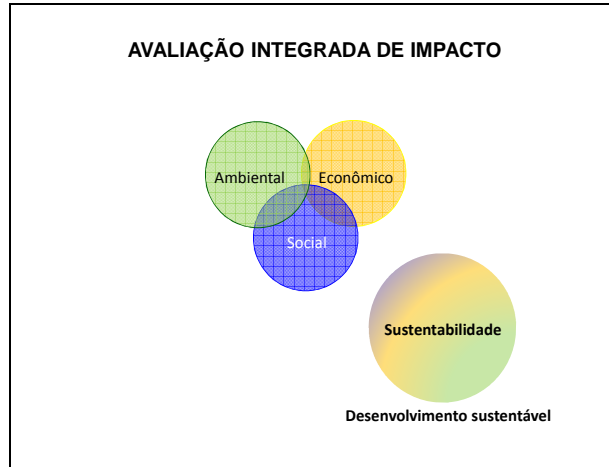 AVALIAÇÃO INTEGRADA DE IMPACTO
Ambiental
Econômico
Social
Sustentabilidade
Desenvolvimento sustentável